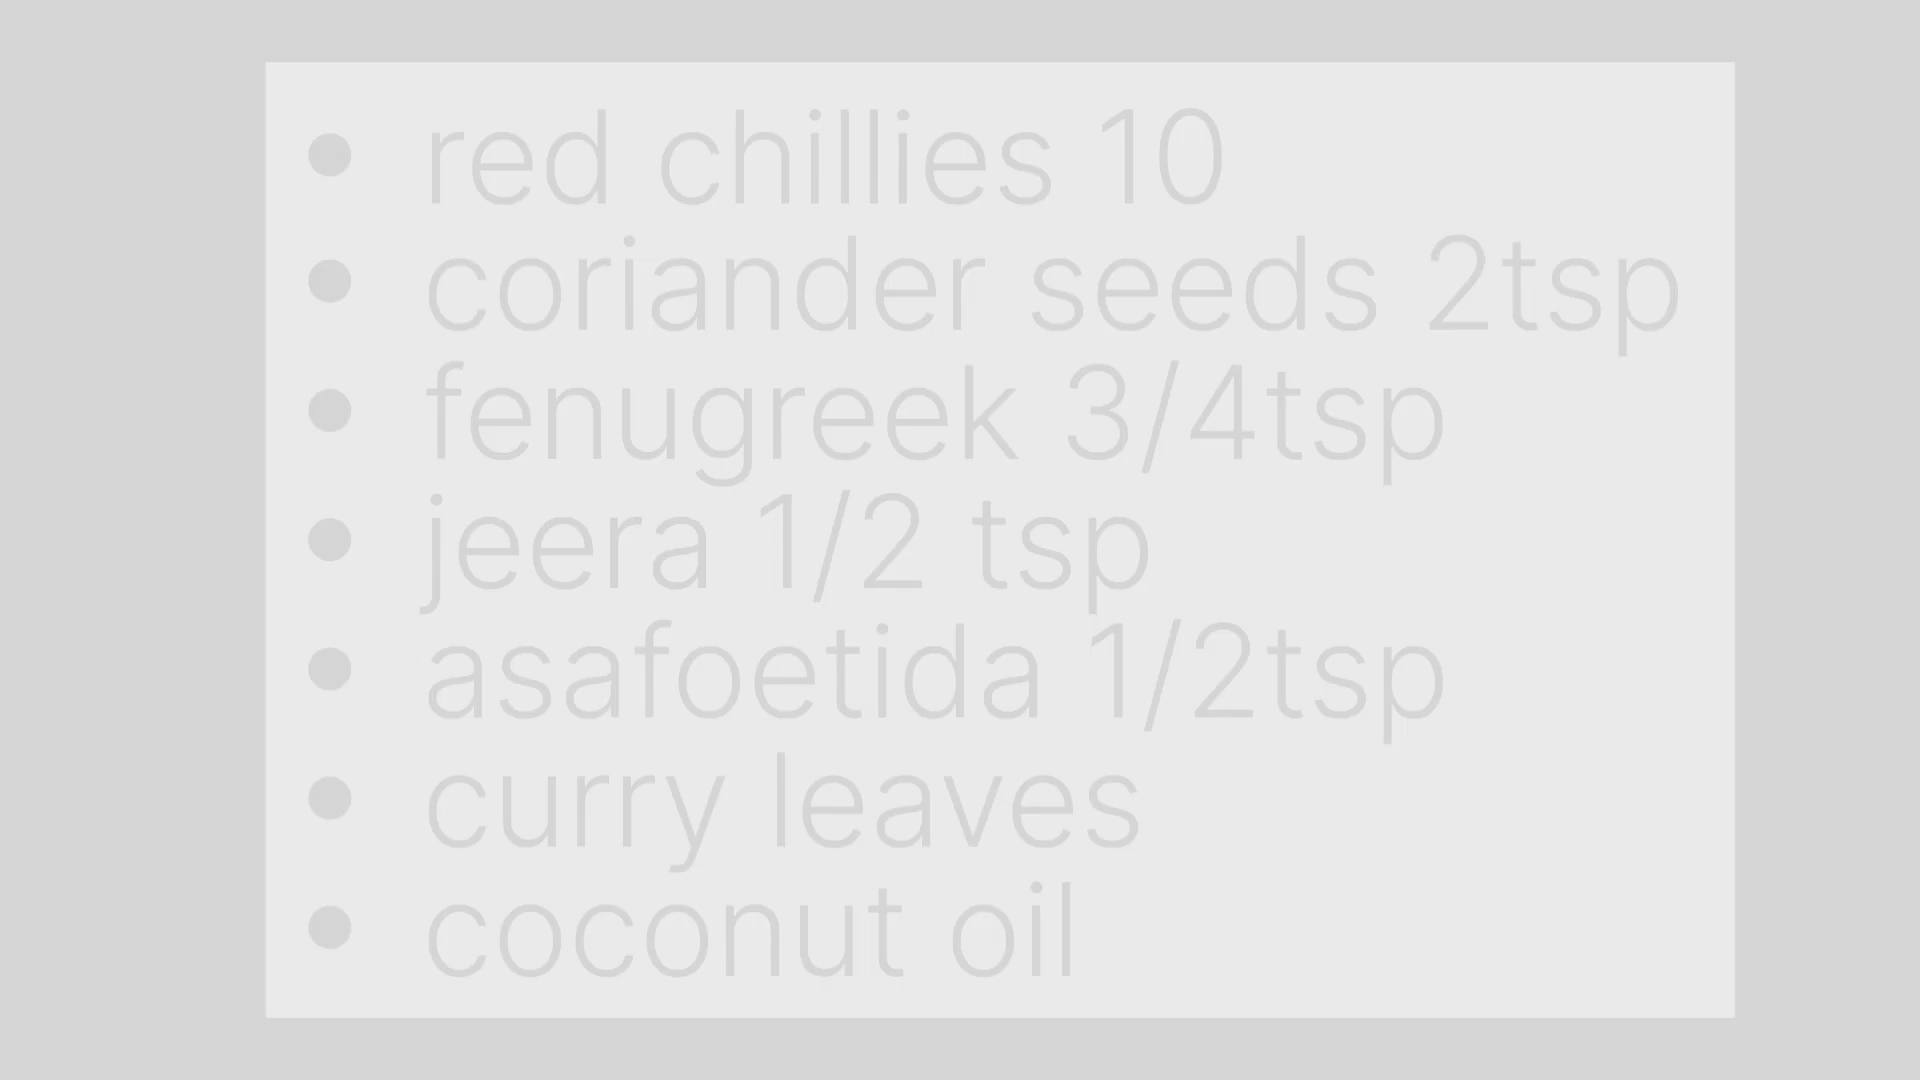 • red chillies 10
• coriander seeds 2tsp
• fenugreek 3/4tsp
• jeera 1/2 tsp
• asafoetida 1/2tsp
• curry leaves
• coconut oil